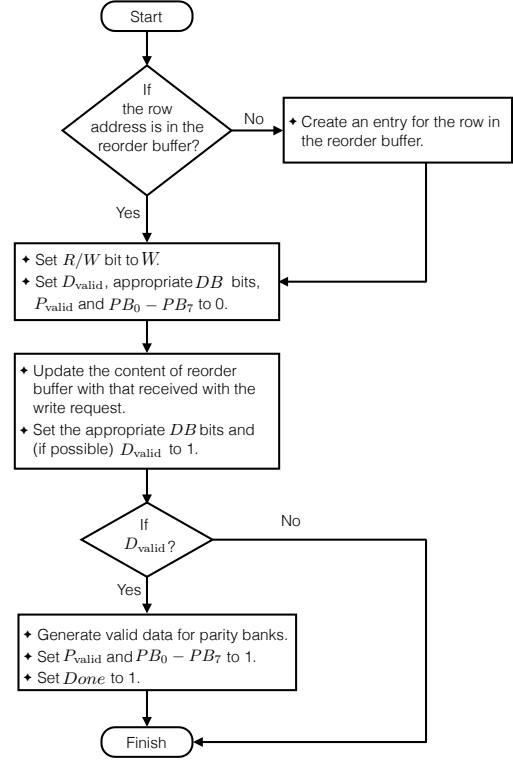 Start
If
the row
address is in the
reorder buffer?
No
✦ Create an entry for the row in
the reorder buffer.
Yes
✦ Set R/W bit to W.
✦ Set D_valid, appropriate DB bits,
P_valid and PB_0 − PB_7 to 0.
✦ Update the content of reorder
buffer with that received with the
write request.
✦ Set the appropriate DB bits and
(if possible) D_valid to 1.
If
D_valid?
No
Yes
✦ Generate valid data for parity banks.
✦ Set P_valid and PB_0 − PB_7 to 1.
✦ Set Done to 1.
Finish